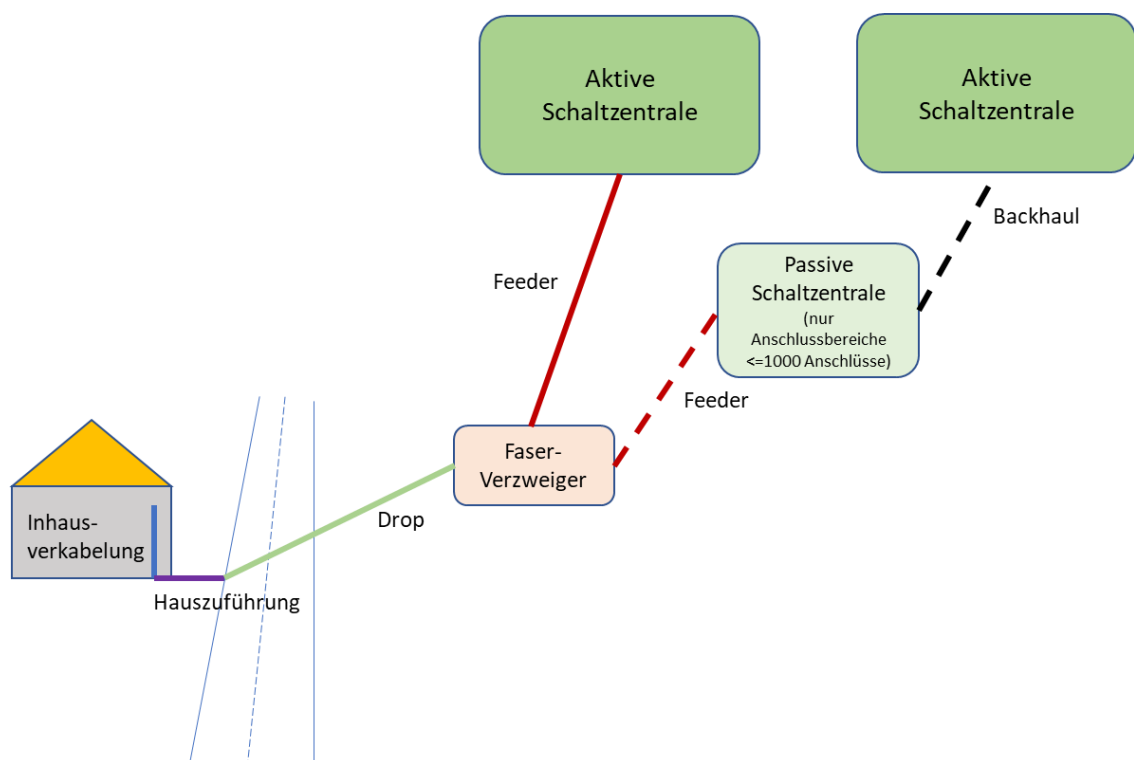 Aktive
Schaltzentrale
Aktive
Schaltzentrale
Backhaul
Feeder
Passive
Schaltzentrale
(nur
Anschlussbereiche
<=1000 Anschlüsse)
Feeder
Faser-
Verzweiger
Drop
Inhaus-
verkabelung
Hauszuführung